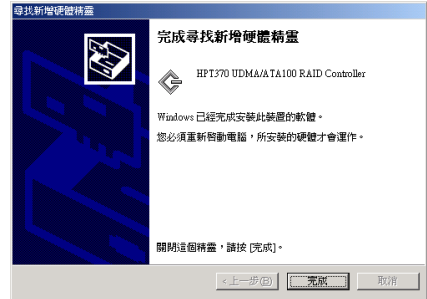 尋找新增硬體精靈
完成尋找新增硬體精靈
HPT370 UDMA/ATA100 RAID Controller
Windows 已經完成安裝此裝置的軟體。
您必須重新啟動電腦，所安裝的硬體才會運作。
關閉這個精靈，請按 [完成]。
<上一步(B)
完成
取消